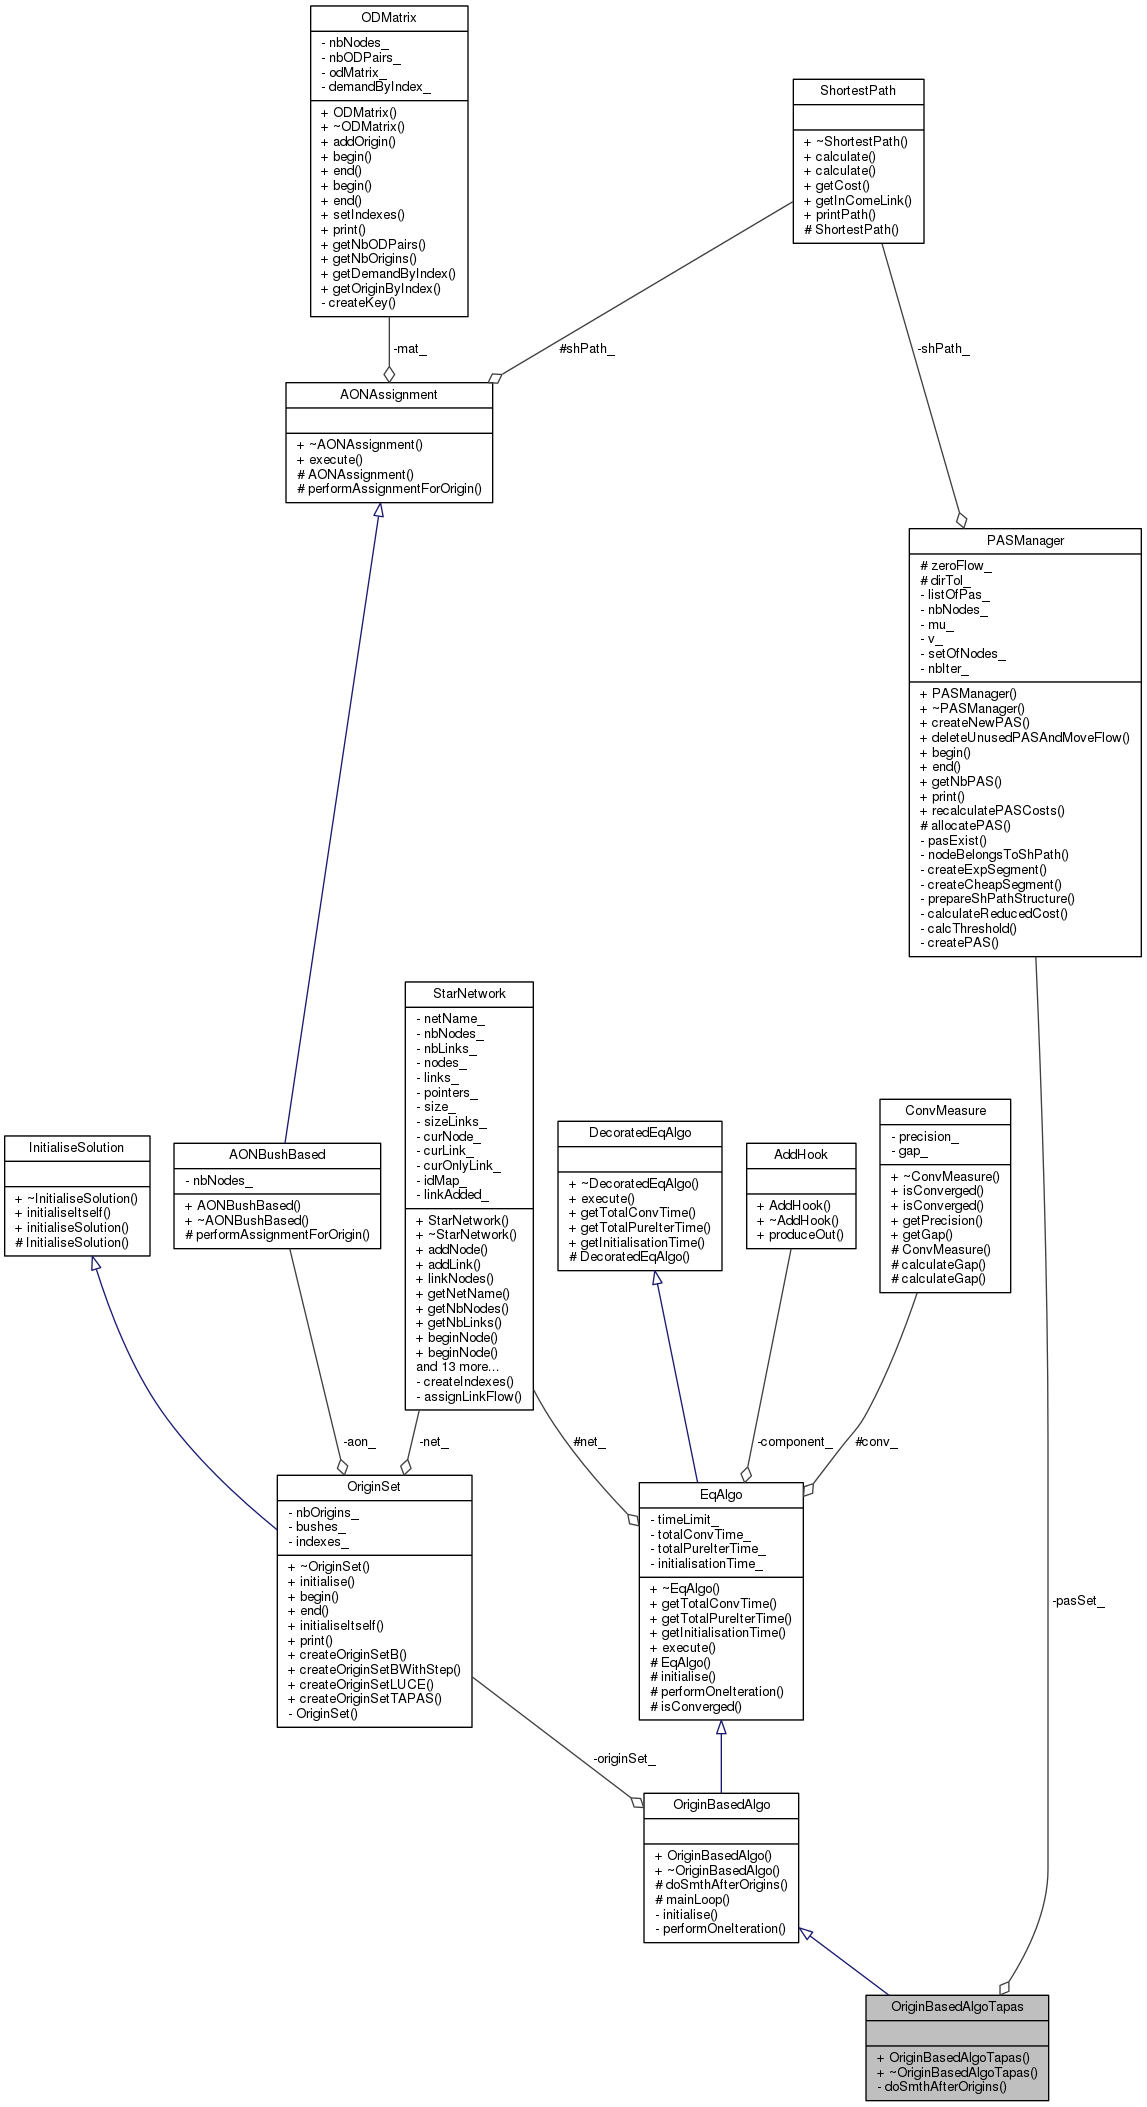 ODMatrix
- nbNodes_
- nbODPairs_
- odMatrix_
- demandByIndex_
+ ODMatrix()
+ ~ODMatrix()
+ addOrigin()
+ begin()
+ end()
+ begin()
+ end()
+ setIndexes()
+ print()
+ getNbODPairs()
+ getNbOrigins()
+ getDemandByIndex()
+ getOriginByIndex()
- createKey()
ShortestPath
+ ~ShortestPath()
+ calculate()
+ calculate()
+ getCost()
+ getInComeLink()
+ printPath()
# ShortestPath()
-mat_
#shPath_
-shPath_
AONAssignment
+ ~AONAssignment()
+ execute()
# AONAssignment()
# performAssignmentForOrigin()
PASManager
# zeroFlow_
# dirTol_
- listOfPas_
- nbNodes_
- mu_
- v_
- setOfNodes_
- nbIter_
+ PASManager()
+ ~PASManager()
+ createNewPAS()
+ deleteUnusedPASAndMoveFlow()
+ begin()
+ end()
+ getNbPAS()
+ print()
+ recalculatePASCosts()
# allocatePAS()
- pasExist()
- nodeBelongsToShPath()
- createExpSegment()
- createCheapSegment()
- prepareShPathStructure()
- calculateReducedCost()
- calcThreshold()
- createPAS()
StarNetwork
- netName_
- nbNodes_
- nbLinks_
- nodes_
- links_
- pointers_
- size_
- sizeLinks_
- curNode_
- curLink_
- curOnlyLink_
- idMap_
- linkAdded_
+ StarNetwork()
+ ~StarNetwork()
+ addNode()
+ addLink()
+ linkNodes()
+ getNetName()
+ getNbNodes()
+ getNbLinks()
+ beginNode()
+ beginNode()
and 13 more...
- createIndexes()
- assignLinkFlow()
InitialiseSolution
+ ~InitialiseSolution()
+ initialiseItself()
+ initialiseSolution()
# InitialiseSolution()
AONBushBased
- nbNodes_
+ AONBushBased()
+ ~AONBushBased()
# performAssignmentForOrigin()
DecoratedEqAlgo
+ ~DecoratedEqAlgo()
+ execute()
+ getTotalConvTime()
+ getTotalPureIterTime()
+ getInitialisationTime()
# DecoratedEqAlgo()
AddHook
+ AddHook()
+ ~AddHook()
+ produceOut()
ConvMeasure
- precision_
- gap_
+ ~ConvMeasure()
+ isConverged()
+ isConverged()
+ getPrecision()
+ getGap()
# ConvMeasure()
# calculateGap()
# calculateGap()
-aon_
-net_
#net_
-component_
#conv_
OriginSet
- nbOrigins_
- bushes_
- indexes_
+ ~OriginSet()
+ initialise()
+ begin()
+ end()
+ initialiseItself()
+ print()
+ createOriginSetB()
+ createOriginSetBWithStep()
+ createOriginSetLUCE()
+ createOriginSetTAPAS()
- OriginSet()
EqAlgo
- timeLimit_
- totalConvTime_
- totalPureIterTime_
- initialisationTime_
+ ~EqAlgo()
+ getTotalConvTime()
+ getTotalPureIterTime()
+ getInitialisationTime()
+ execute()
# EqAlgo()
# initialise()
# performOneIteration()
# isConverged()
-pasSet_
-originSet_
OriginBasedAlgo
+ OriginBasedAlgo()
+ ~OriginBasedAlgo()
# doSmthAfterOrigins()
# mainLoop()
- initialise()
- performOneIteration()
OriginBasedAlgoTapas
+ OriginBasedAlgoTapas()
+ ~OriginBasedAlgoTapas()
- doSmthAfterOrigins()